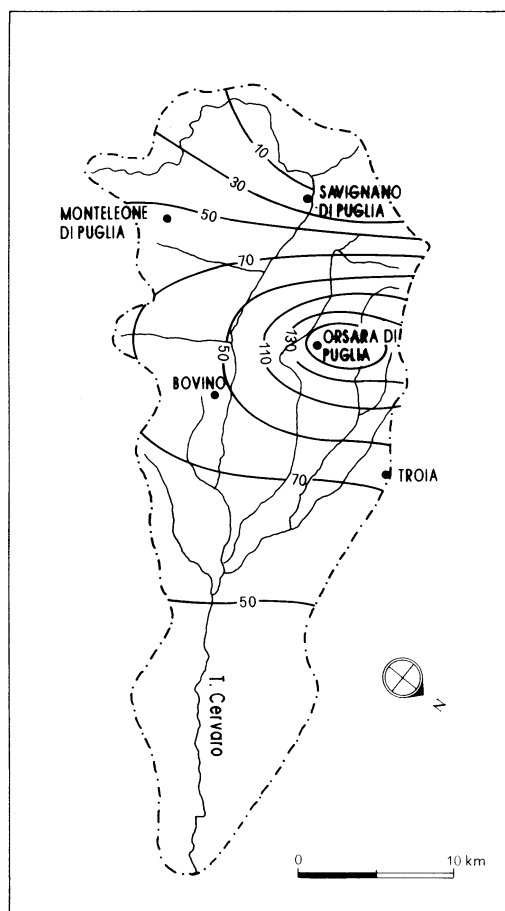 10
30
SAVIGNANO
DI PUGLIA
MONTELEONE
DI PUGLIA
50
70
130
ORSARA DI
PUGLIA
50
110
BOVINO
70
TROIA
50
T. Cervaro
N
0
10 km